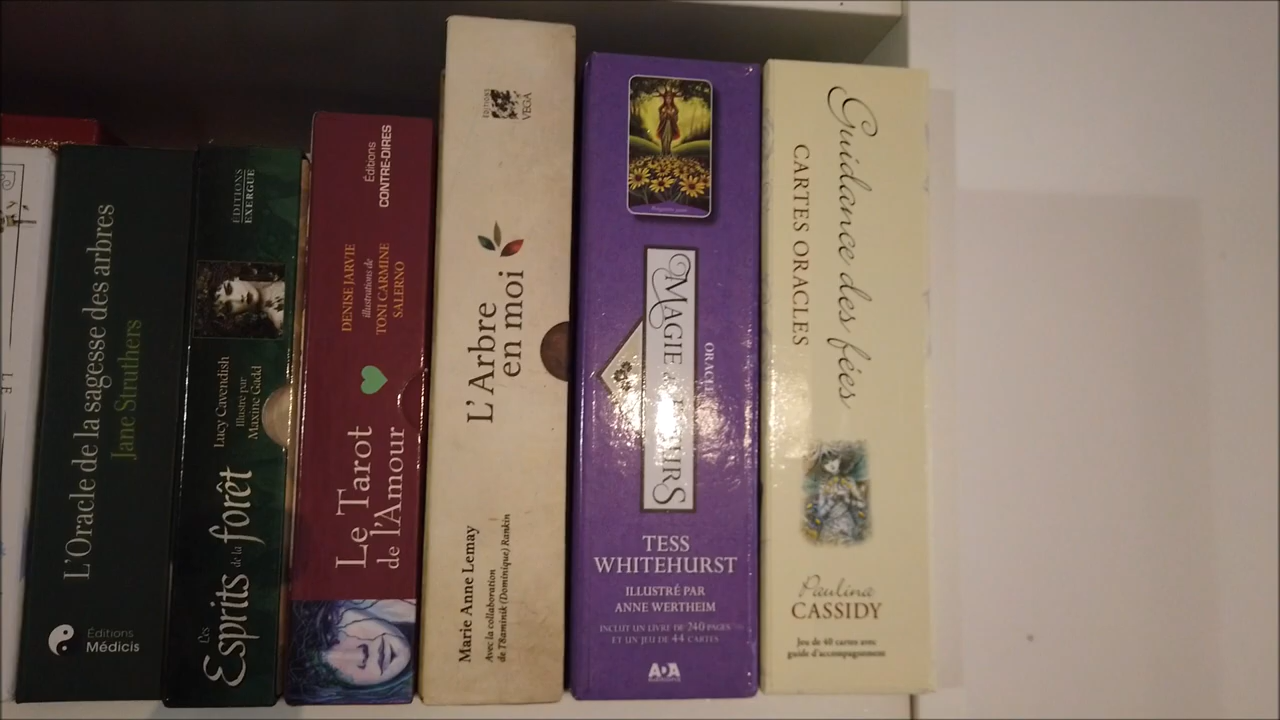 LE
L'Oracle de la sagesse des arbres
Jane Struthers
Éditions
Médicis
ÉDITIONS
EXERGUE
Lucy Cavendish
Illustré par
Maxine Gadd
Les
Esprits de la forêt
Éditions
CONTRE-DIRES
DENISE JARVIE
illustrations de
TONI CARMINE
SALERNO
Le Tarot
de l'Amour
ÉDITIONS
VEGA
L'Arbre
en moi
Marie Anne Lemay
Avec la collaboration
de T8aminik (Dominique) Rankin
ORACLE
MAGIE
TESS
WHITEHURST
ILLUSTRÉ PAR
ANNE WERTHEIM
INCLUT UN LIVRE DE 240 PAGES
ET UN JEU DE 44 CARTES
ADA
Guidance des fées
CARTES ORACLES
Paulina
CASSIDY
Jeu de 40 cartes avec
guide d'accompagnement